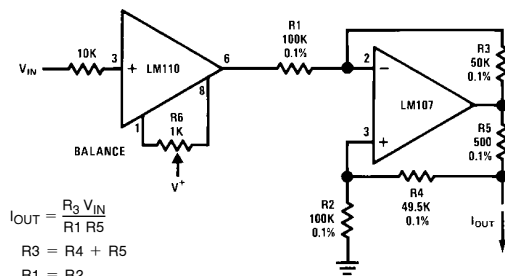 10K
V_IN
3
+
LM110
6
8
1
R6
1K
BALANCE
V+
R1
100K
0.1%
2
−
LM107
3
+
R3
50K
0.1%
R5
500
0.1%
R4
49.5K
0.1%
R2
100K
0.1%
I_OUT
I_OUT = R3 V_IN / R1 R5
R3 = R4 + R5
R1 = R2